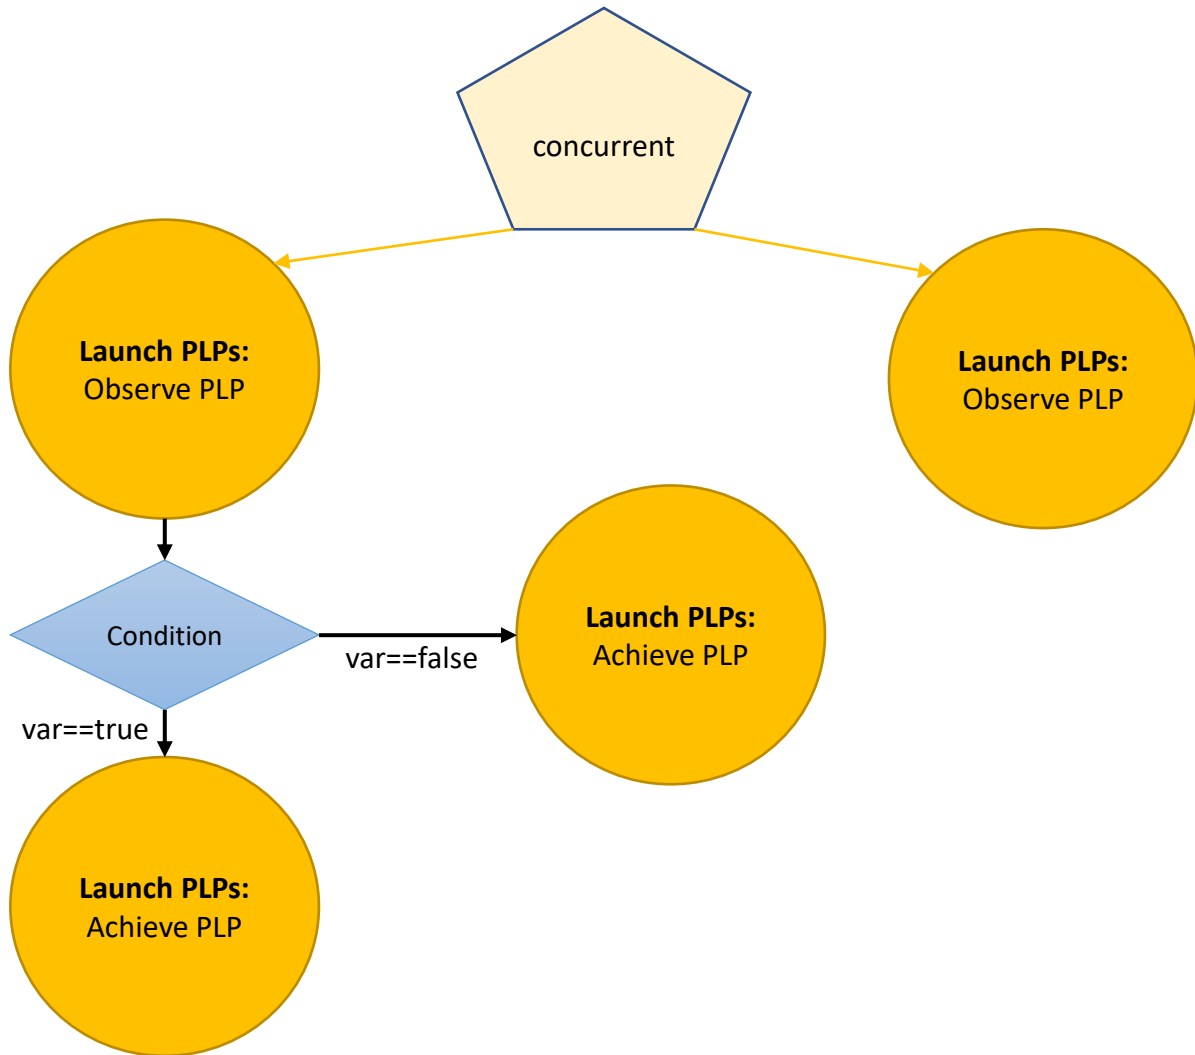 concurrent
Launch PLPs:
Observe PLP
Launch PLPs:
Observe PLP
Condition
var==false
Launch PLPs:
Achieve PLP
var==true
Launch PLPs:
Achieve PLP